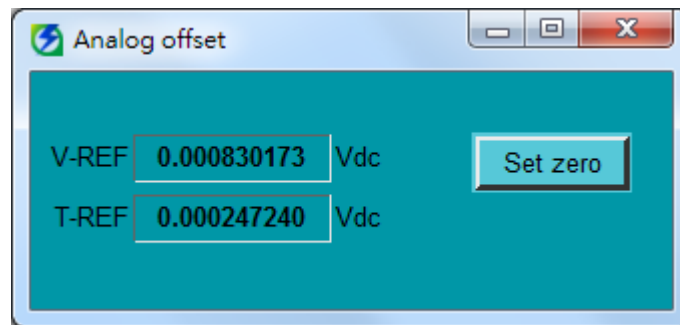 Analog offset
V-REF 0.000830173 Vdc
Set zero
T-REF 0.000247240 Vdc